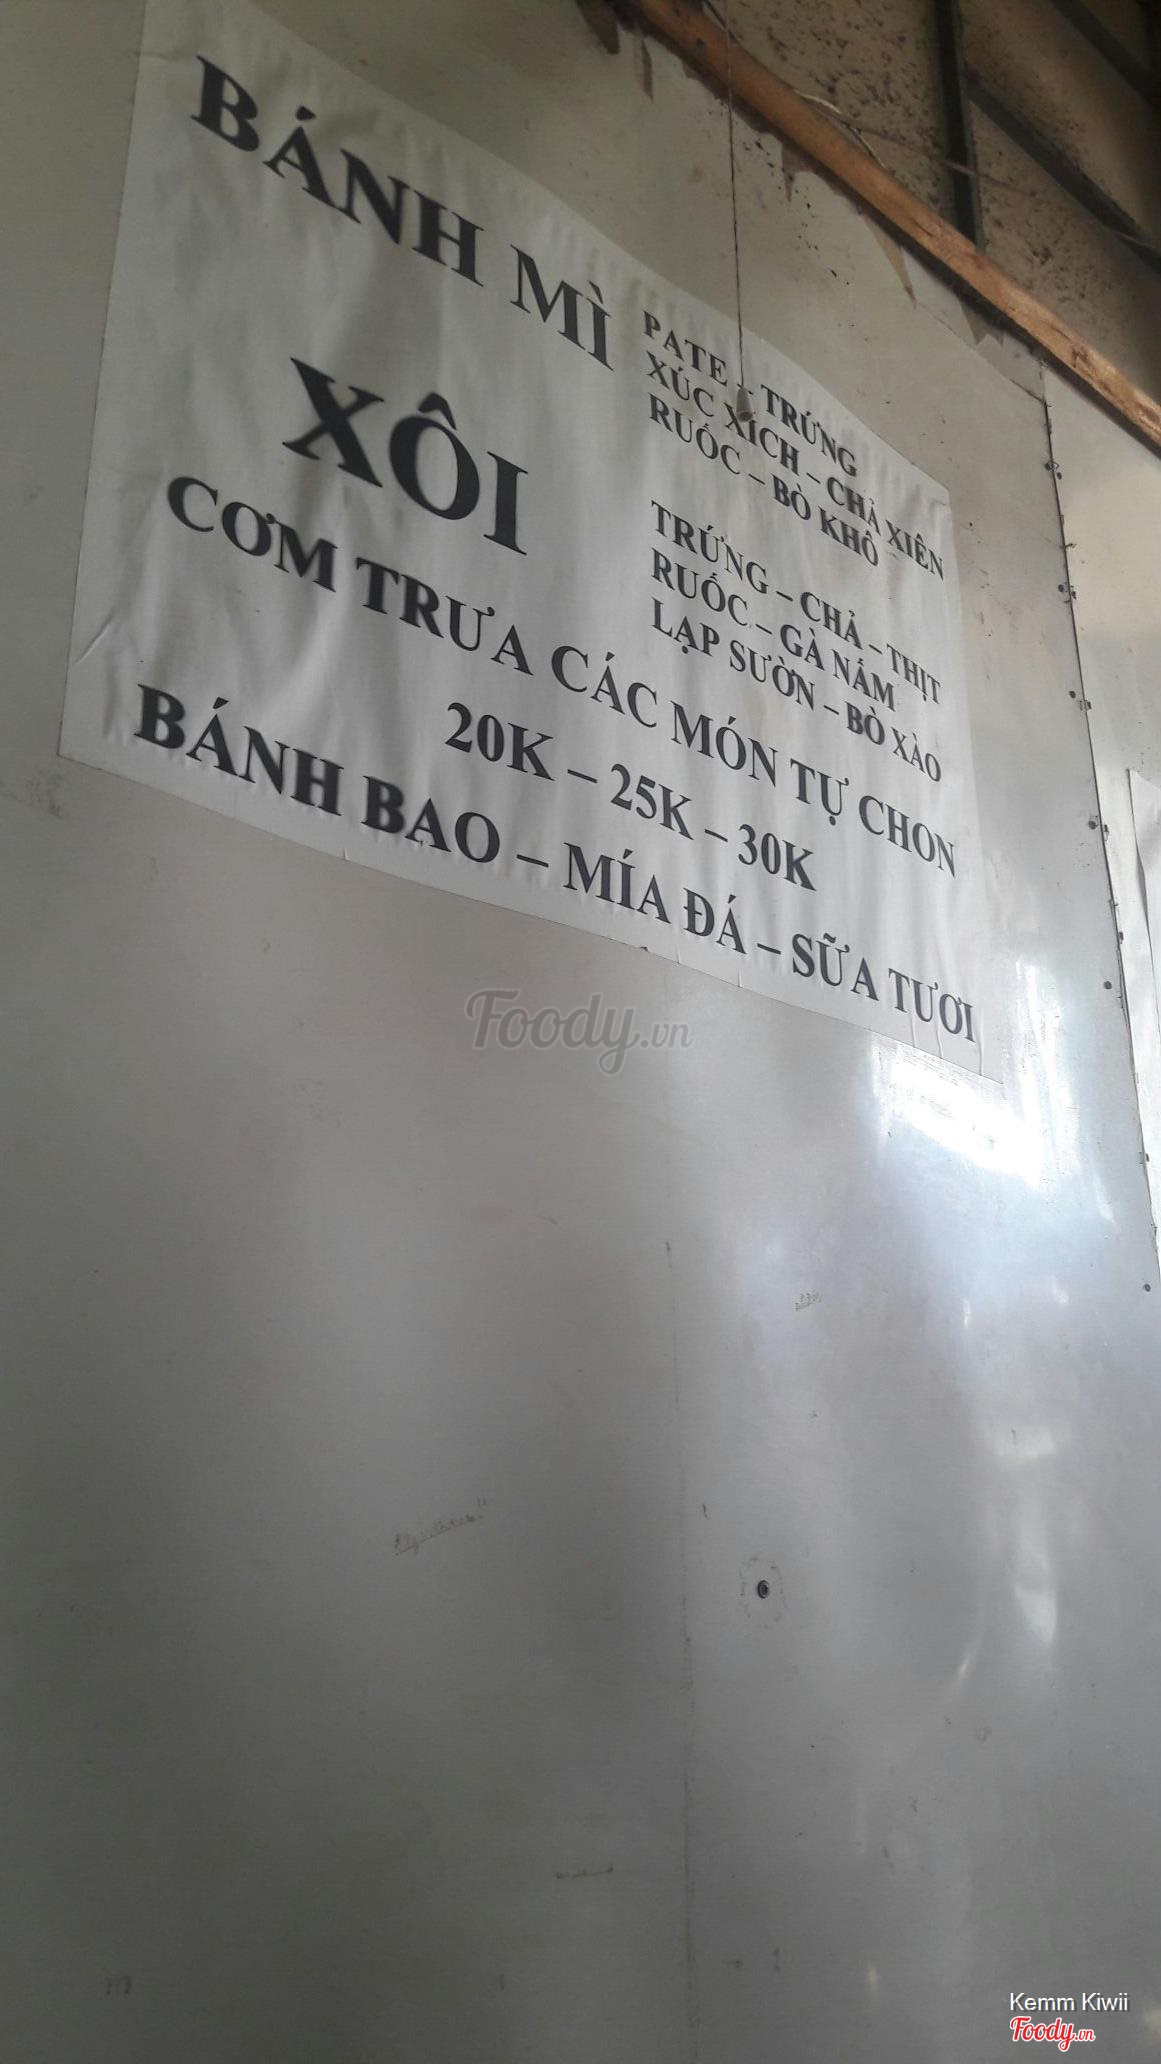 BÁNH MÌ
PATE – TRỨNG
XÚC XÍCH – CHẢ XIÊN
RUỐC – BÒ KHÔ
XÔI
TRỨNG – CHẢ – THỊT
RUỐC – GÀ NẤM
LẠP SƯỜN – BÒ XÀO
CƠM TRƯA CÁC MÓN TỰ CHON
20K – 25K – 30K
BÁNH BAO – MÍA ĐÁ – SỮA TƯƠI
Foody.vn
Kemm Kiwii
Foody.vn